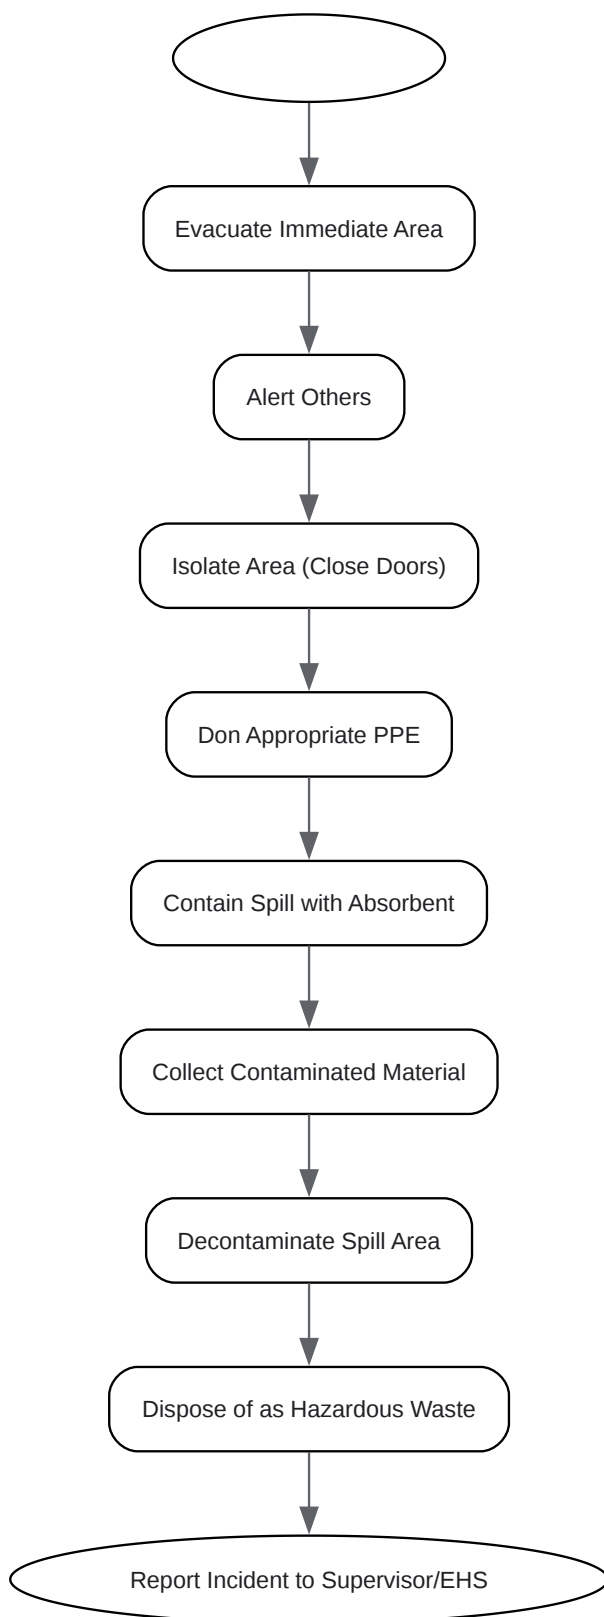 Evacuate Immediate Area
Alert Others
Isolate Area (Close Doors)
Don Appropriate PPE
Contain Spill with Absorbent
Collect Contaminated Material
Decontaminate Spill Area
Dispose of as Hazardous Waste
Report Incident to Supervisor/EHS